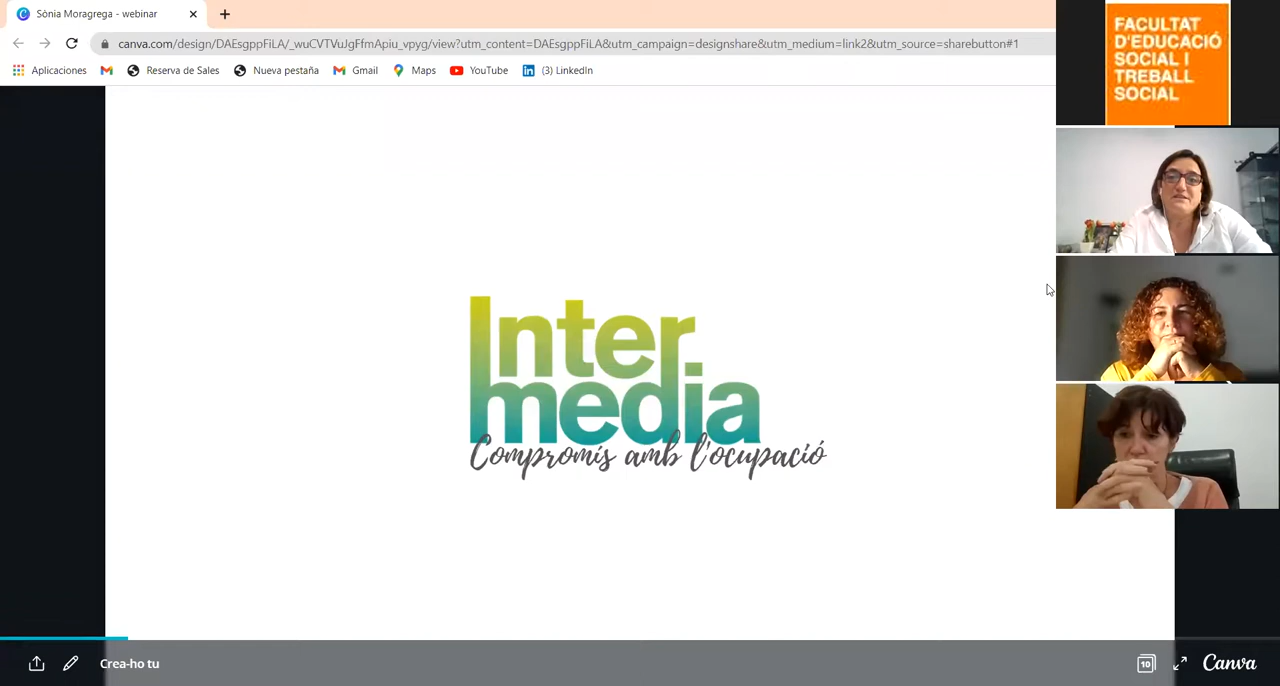 Sònia Moragrega - webinar
canva.com/design/DAEsgppFiLA/_wuCVTVuJgFfmApiu_vpyg/view?utm_content=DAEsgppFiLA&utm_campaign=designshare&utm_medium=link2&utm_source=sharebutton#1
Aplicaciones
Reserva de Sales
Nueva pestaña
Gmail
Maps
YouTube
(3) LinkedIn
FACULTAT
D'EDUCACIÓ
SOCIAL I
TREBALL
SOCIAL
Inter
media
Compromís amb l'ocupació
Crea-ho tu
10
Canva